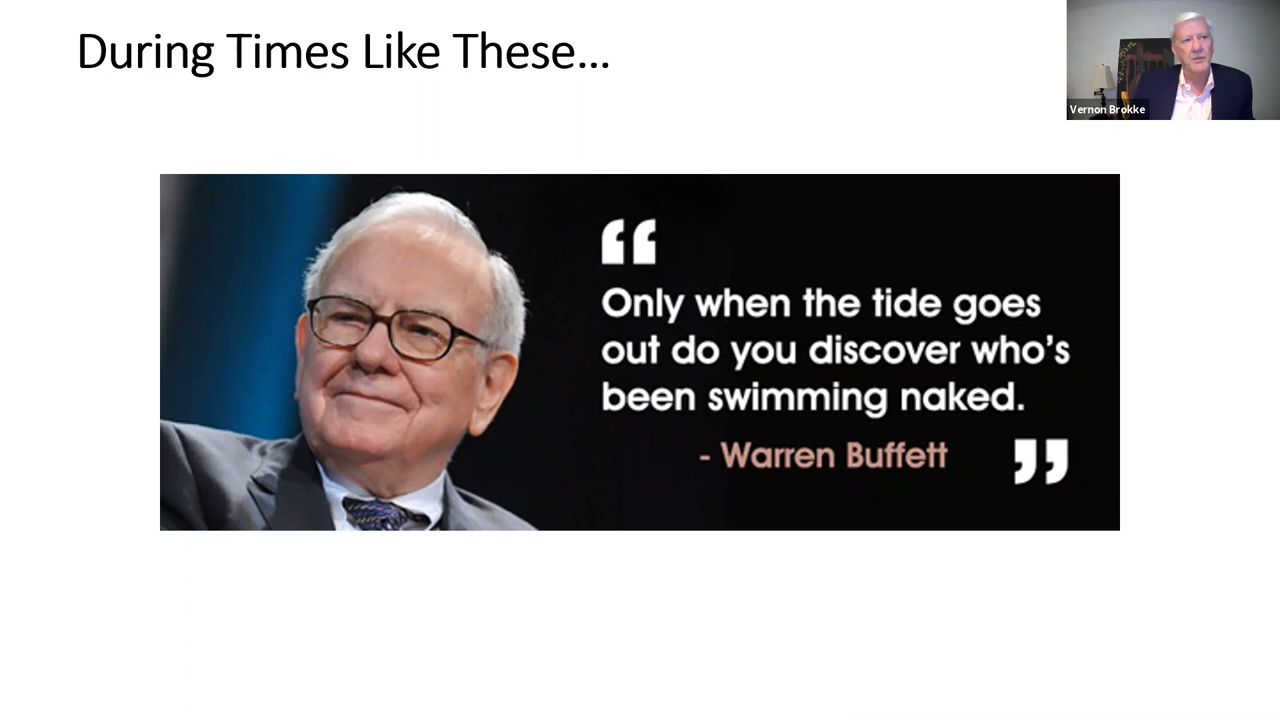 During Times Like These...
Vernon Brokke
“
Only when the tide goes
out do you discover who’s
been swimming naked.
- Warren Buffett ”